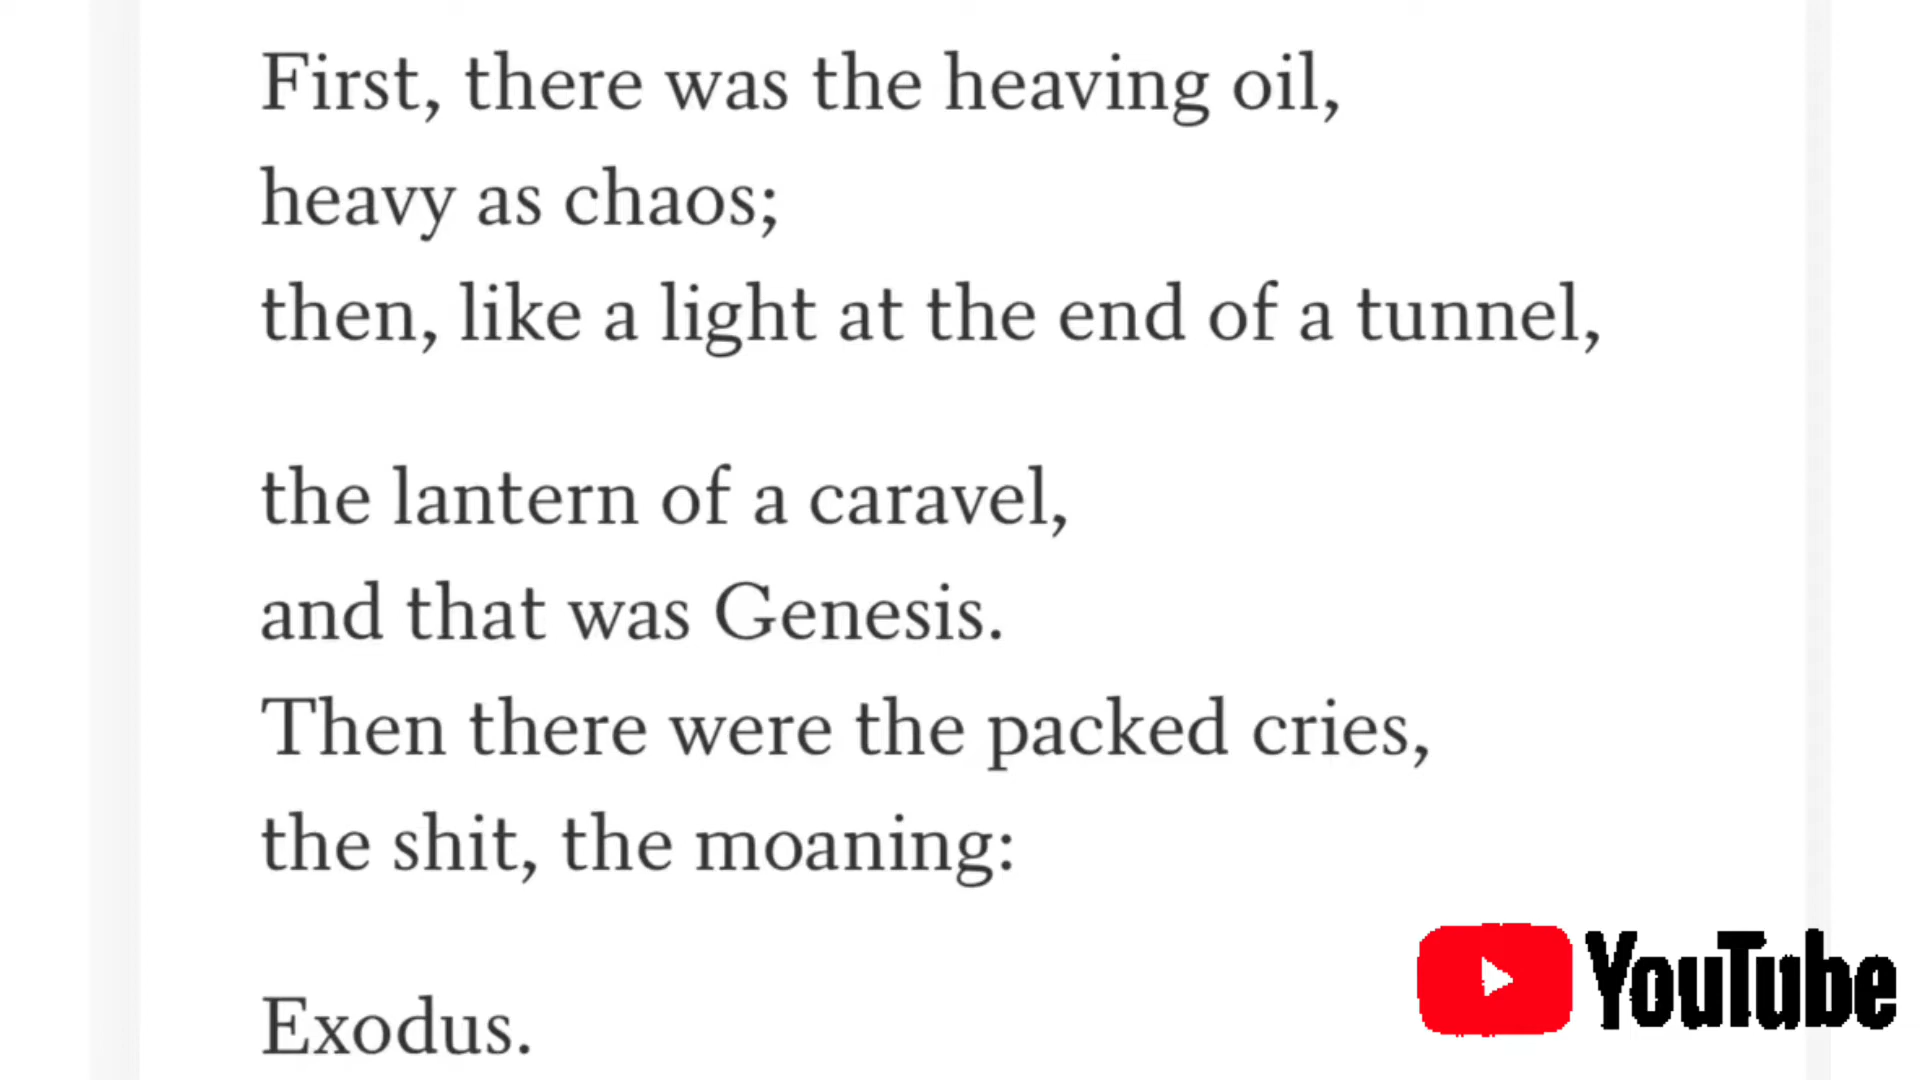 First, there was the heaving oil,
heavy as chaos;
then, like a light at the end of a tunnel,
the lantern of a caravel,
and that was Genesis.
Then there were the packed cries,
the shit, the moaning:
Exodus.
YouTube